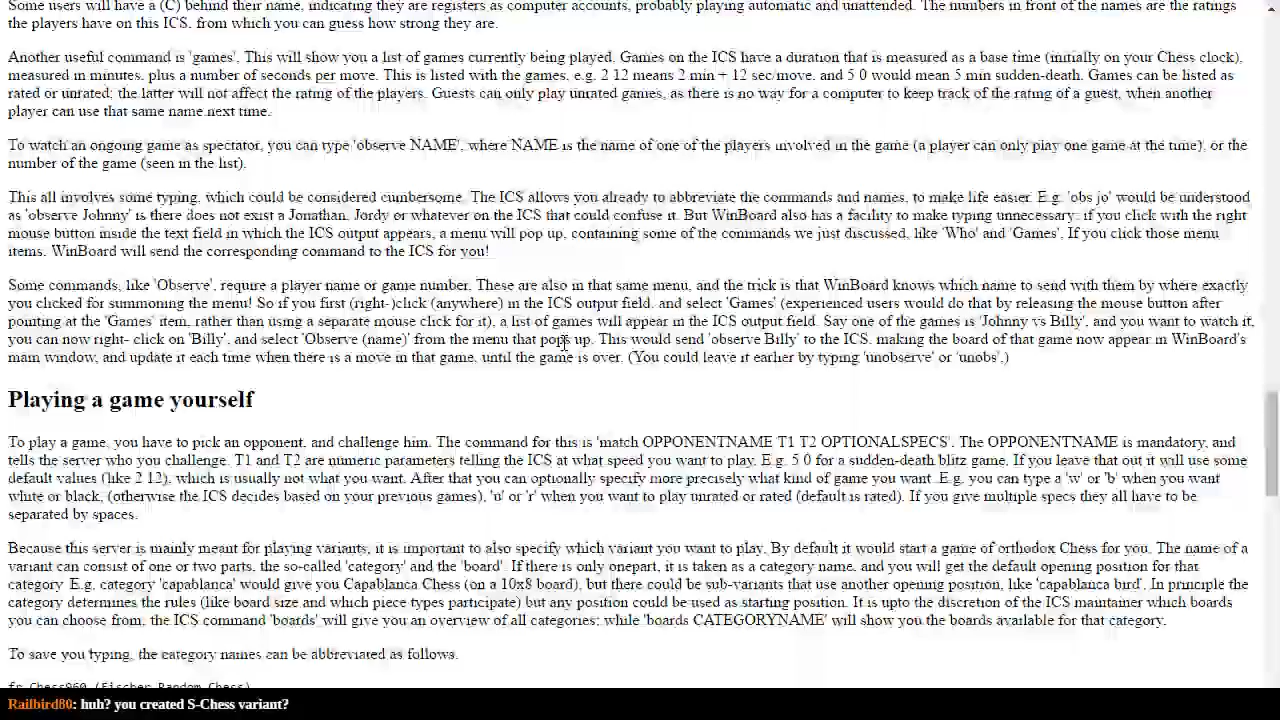 Some users will have a (C) behind their name, indicating they are registers as computer accounts, probably playing automatic and unattended. The numbers in front of the names are the ratings
the players have on this ICS, from which you can guess how strong they are.
Another useful command is 'games'. This will show you a list of games currently being played. Games on the ICS have a duration that is measured as a base time (initially on your Chess clock),
measured in minutes, plus a number of seconds per move. This is listed with the games, e.g. 2 12 means 2 min + 12 sec/move, and 5 0 would mean 5 min sudden-death. Games can be listed as
rated or unrated; the latter will not affect the rating of the players. Guests can only play unrated games, as there is no way for a computer to keep track of the rating of a guest, when another
player can use that same name next time.
To watch an ongoing game as spectator, you can type 'observe NAME', where NAME is the name of one of the players involved in the game (a player can only play one game at the time), or the
number of the game (seen in the list).
This all involves some typing, which could be considered cumbersome. The ICS allows you already to abbreviate the commands and names, to make life easier. E.g. 'obs jo' would be understood
as 'observe Johnny' is there does not exist a Jonathan, Jordy or whatever on the ICS that could confuse it. But WinBoard also has a facility to make typing unnecessary: if you click with the right
mouse button inside the text field in which the ICS output appears, a menu will pop up, containing some of the commands we just discussed, like 'Who' and 'Games'. If you click those menu
items, WinBoard will send the corresponding command to the ICS for you!
Some commands, like 'Observe', require a player name or game number. These are also in that same menu, and the trick is that WinBoard knows which name to send with them by where exactly
you clicked for summoning the menu! So if you first (right-)click (anywhere) in the ICS output field, and select 'Games' (experienced users would do that by releasing the mouse button after
pointing at the 'Games' item, rather than using a separate mouse click for it), a list of games will appear in the ICS output field. Say one of the games is 'Johnny vs Billy', and you want to watch it,
you can now right- click on 'Billy', and select 'Observe (name)' from the menu that pops up. This would send 'observe Billy' to the ICS, making the board of that game now appear in WinBoard's
main window, and update it each time when there is a move in that game, until the game is over. (You could leave it earlier by typing 'unobserve' or 'unobs'.)
Playing a game yourself
To play a game, you have to pick an opponent, and challenge him. The command for this is 'match OPPONENTNAME T1 T2 OPTIONALSPECS'. The OPPONENTNAME is mandatory, and
tells the server who you challenge. T1 and T2 are numeric parameters telling the ICS at what speed you want to play. E.g. 5 0 for a sudden-death blitz game. If you leave that out it will use some
default values (like 2 12), which is usually not what you want. After that you can optionally specify more precisely what kind of game you want .E.g. you can type a 'w' or 'b' when you want
white or black, (otherwise the ICS decides based on your previous games), 'u' or 'r' when you want to play unrated or rated (default is rated). If you give multiple specs they all have to be
separated by spaces.
Because this server is mainly meant for playing variants, it is important to also specify which variant you want to play. By default it would start a game of orthodox Chess for you. The name of a
variant can consist of one or two parts, the so-called 'category' and the 'board'. If there is only onepart, it is taken as a category name, and you will get the default opening position for that
category. E.g. category 'capablanca' would give you Capablanca Chess (on a 10x8 board), but there could be sub-variants that use another opening position, like 'capablanca bird'. In principle the
category determines the rules (like board size and which piece types participate) but any position could be used as starting position. It is upto the discretion of the ICS maintainer which boards
you can choose from, the ICS command 'boards' will give you an overview of all categories; while 'boards CATEGORYNAME' will show you the boards available for that category.
To save you typing, the category names can be abbreviated as follows.
fr Chess960 (Fischer Random Chess)
Railbird80: huh? you created S-Chess variant?